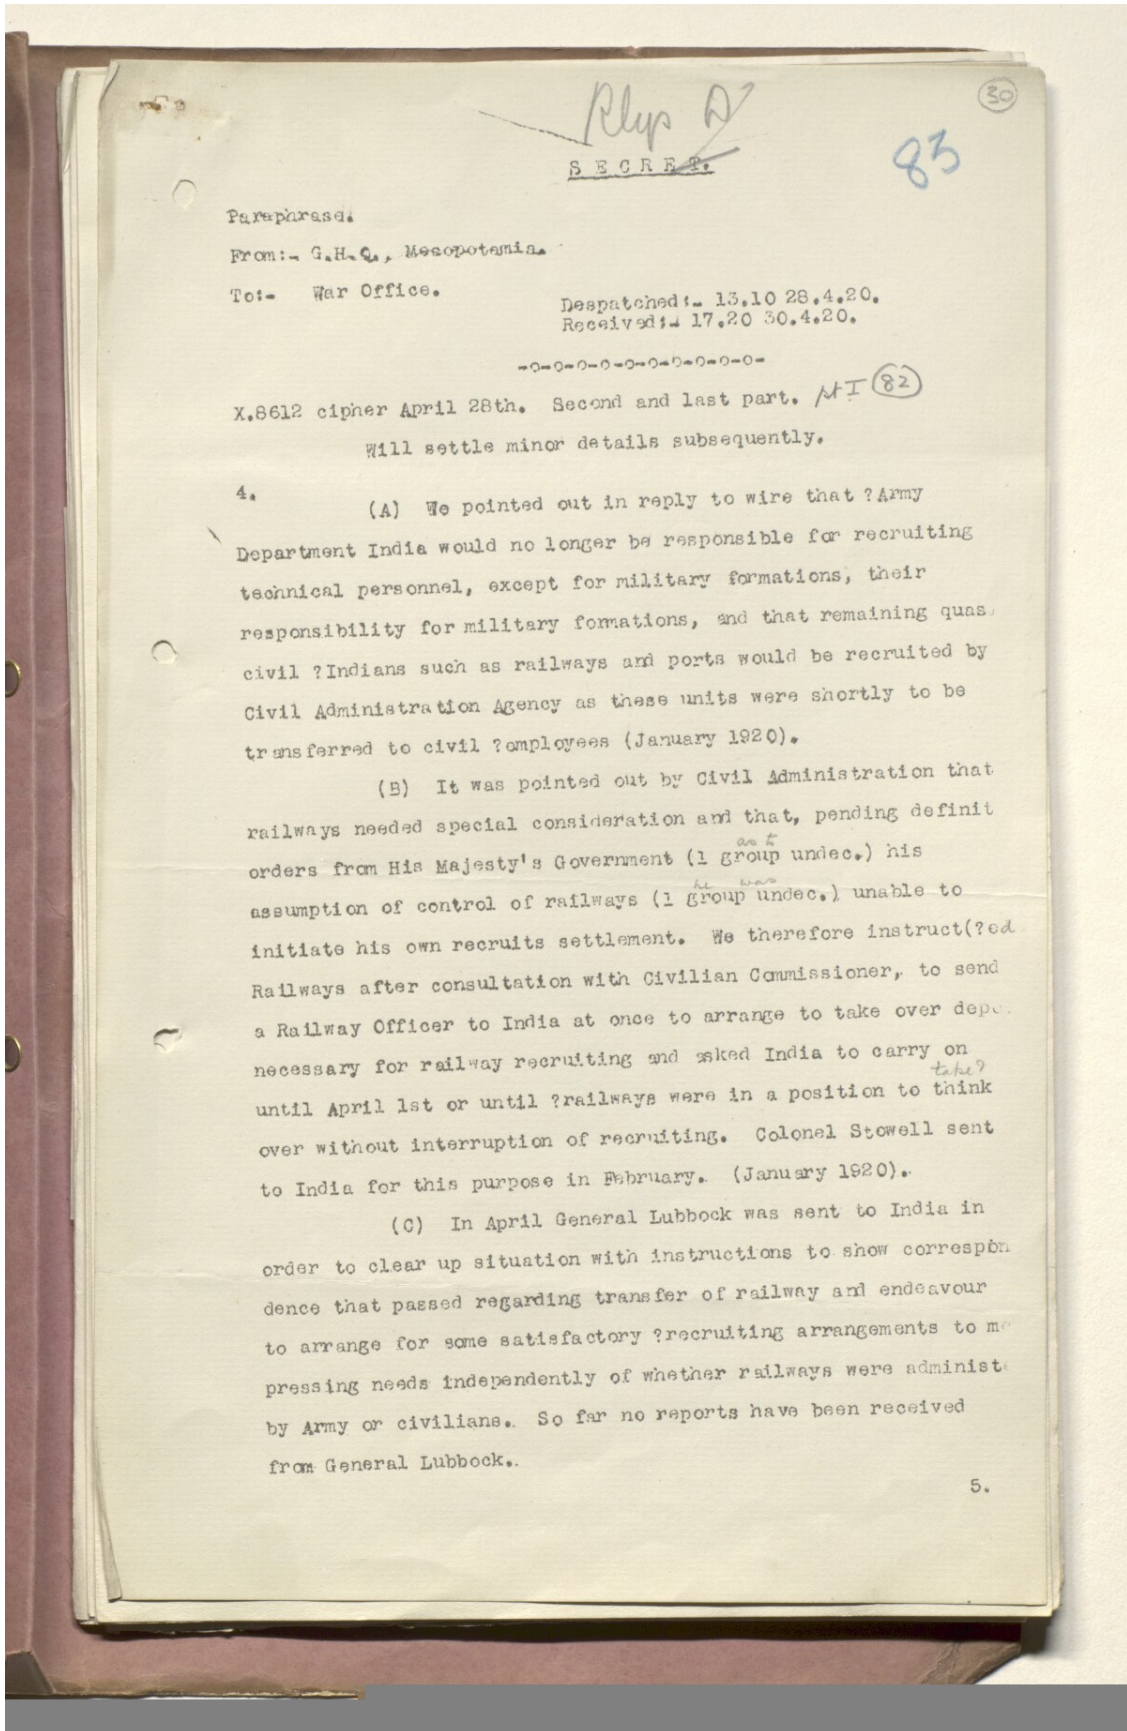 Rlys A
30
SECRET.
83
Paraphrase.
From:- G.H.Q., Mesopotamia.
To:- War Office.
Despatched:- 13.10 28.4.20.
Received:- 17.20 30.4.20.
-o-o-o-o-o-o-o-o-o-o-
X.8612 cipher April 28th. Second and last part. pt I 82
Will settle minor details subsequently.
4.
(A) We pointed out in reply to wire that ?Army
Department India would no longer be responsible for recruiting
technical personnel, except for military formations, their
responsibility for military formations, and that remaining quas
civil ?Indians such as railways and ports would be recruited by
Civil Administration Agency as these units were shortly to be
transferred to civil ?employees (January 1920).
(B) It was pointed out by Civil Administration that
railways needed special consideration and that, pending definit
as to
orders from His Majesty's Government (1 group undec.) his
he was
assumption of control of railways (1 group undec.) unable to
initiate his own recruits settlement. We therefore instruct(?ed
Railways after consultation with Civilian Commissioner, to send
a Railway Officer to India at once to arrange to take over depo
necessary for railway recruiting and asked India to carry on
take?
until April 1st or until ?railways were in a position to think
over without interruption of recruiting. Colonel Stowell sent
to India for this purpose in February. (January 1920).
(C) In April General Lubbock was sent to India in
order to clear up situation with instructions to show correspon
dence that passed regarding transfer of railway and endeavour
to arrange for some satisfactory ?recruiting arrangements to me
pressing needs independently of whether railways were administe
by Army or civilians. So far no reports have been received
from General Lubbock.
5.